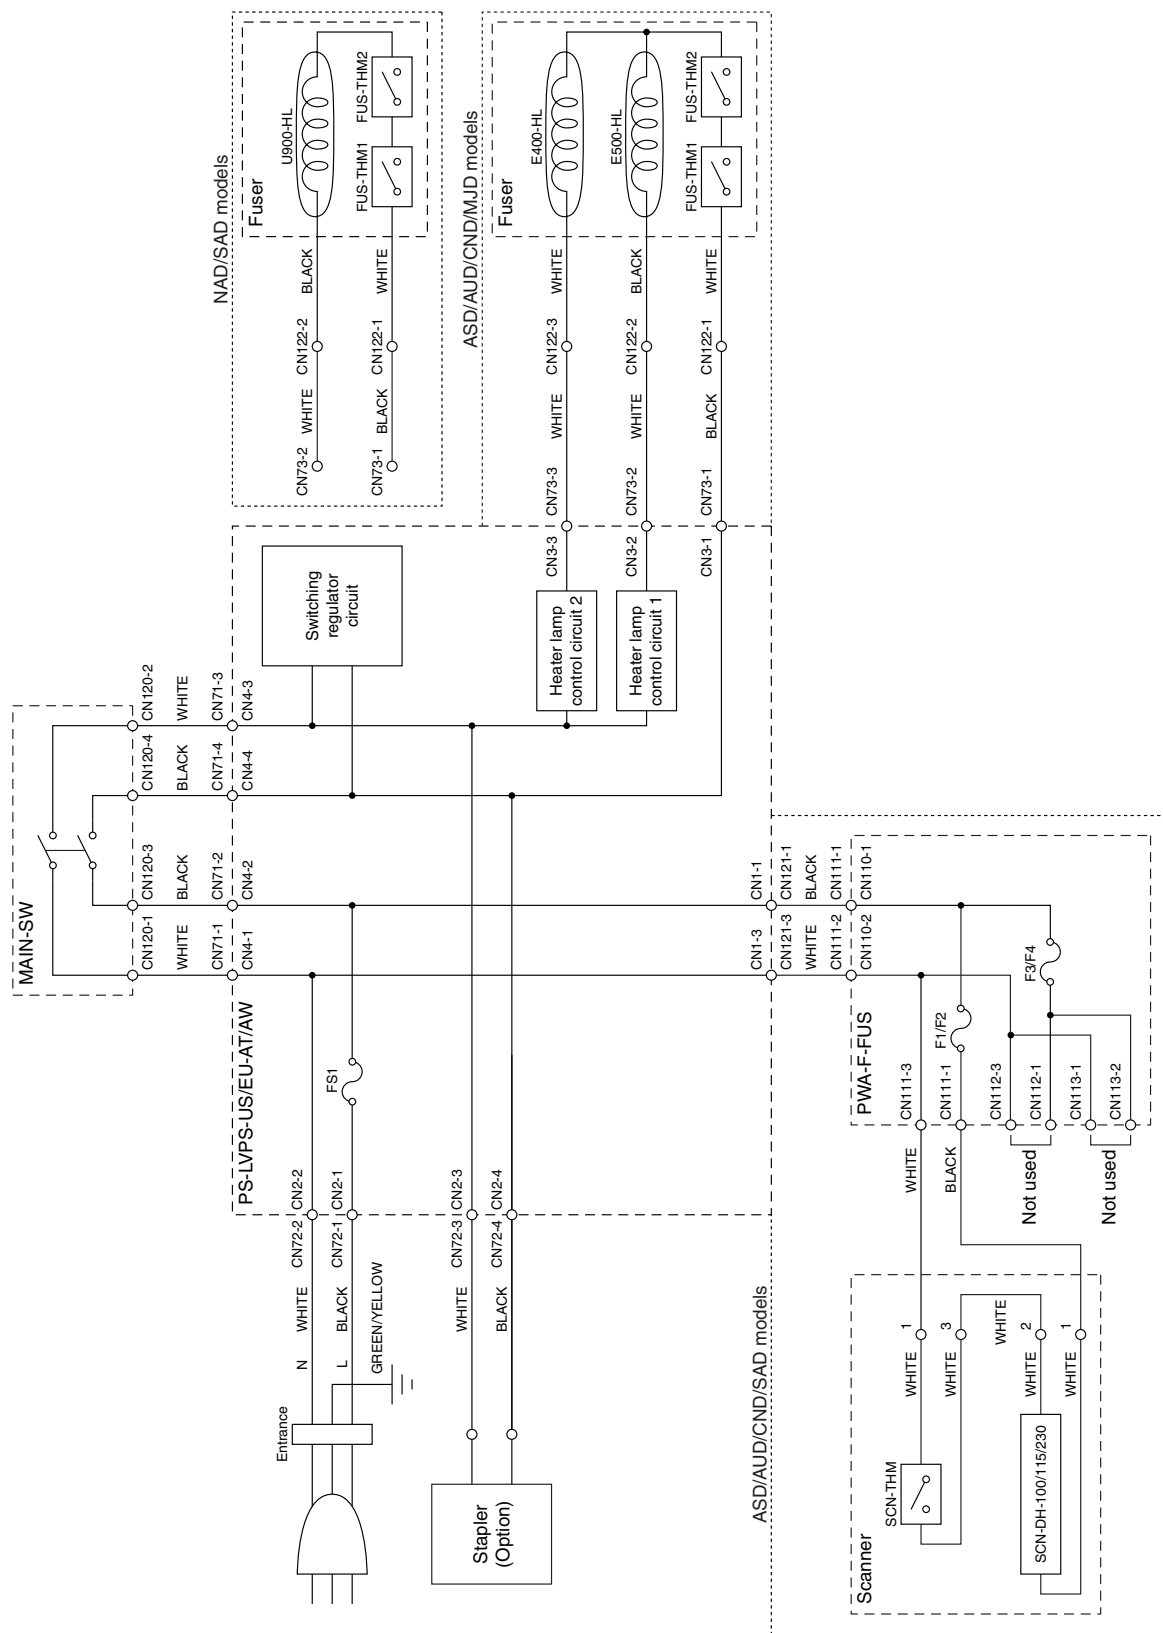 NAD/SAD models
Fuser
U900-HL
FUS-THM1
FUS-THM2
BLACK
WHITE
CN122-2
CN122-1
WHITE
BLACK
CN73-2
CN73-1
ASD/AUD/CND/MJD models
Fuser
E400-HL
E500-HL
FUS-THM1
FUS-THM2
WHITE
BLACK
WHITE
CN122-3
CN122-2
CN122-1
WHITE
WHITE
BLACK
CN73-3
CN73-2
CN73-1
CN3-3
CN3-2
CN3-1
Switching
regulator
circuit
Heater lamp
control circuit 2
Heater lamp
control circuit 1
MAIN-SW
CN120-2
CN120-4
CN120-3
CN120-1
WHITE
BLACK
BLACK
WHITE
CN71-3
CN71-4
CN71-2
CN71-1
CN4-3
CN4-4
CN4-2
CN4-1
PS-LVPS-US/EU-AT/AW
FS1
CN1-1
CN1-3
CN121-1
CN121-3
BLACK
WHITE
CN111-1
CN111-2
CN110-1
CN110-2
PWA-F-FUS
F1/F2
F3/F4
CN111-3
CN111-1
CN112-3
CN112-1
CN113-1
CN113-2
WHITE
BLACK
Not used
Not used
CN2-2
CN2-1
CN2-3
CN2-4
CN72-2
CN72-1
CN72-3
CN72-4
WHITE
BLACK
GREEN/YELLOW
WHITE
BLACK
N
L
Entrance
Stapler
(Option)
ASD/AUD/CND/SAD models
Scanner
1
3
2
1
WHITE
WHITE
WHITE
WHITE
WHITE
SCN-THM
SCN-DH-100/115/230